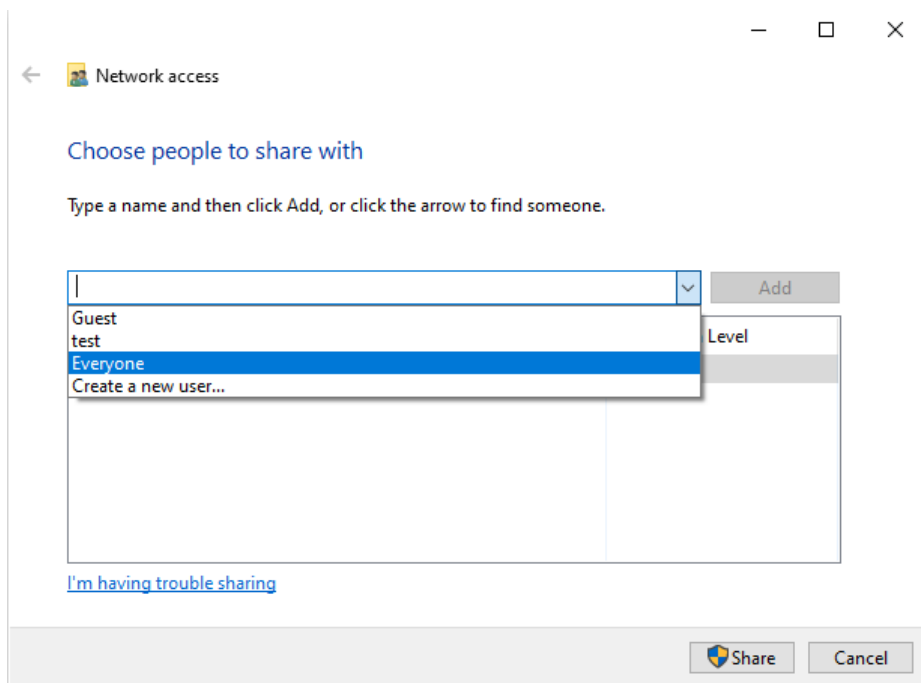 Network access
Choose people to share with
Type a name and then click Add, or click the arrow to find someone.
Add
Guest
test
Level
Everyone
Create a new user...
I'm having trouble sharing
Share
Cancel